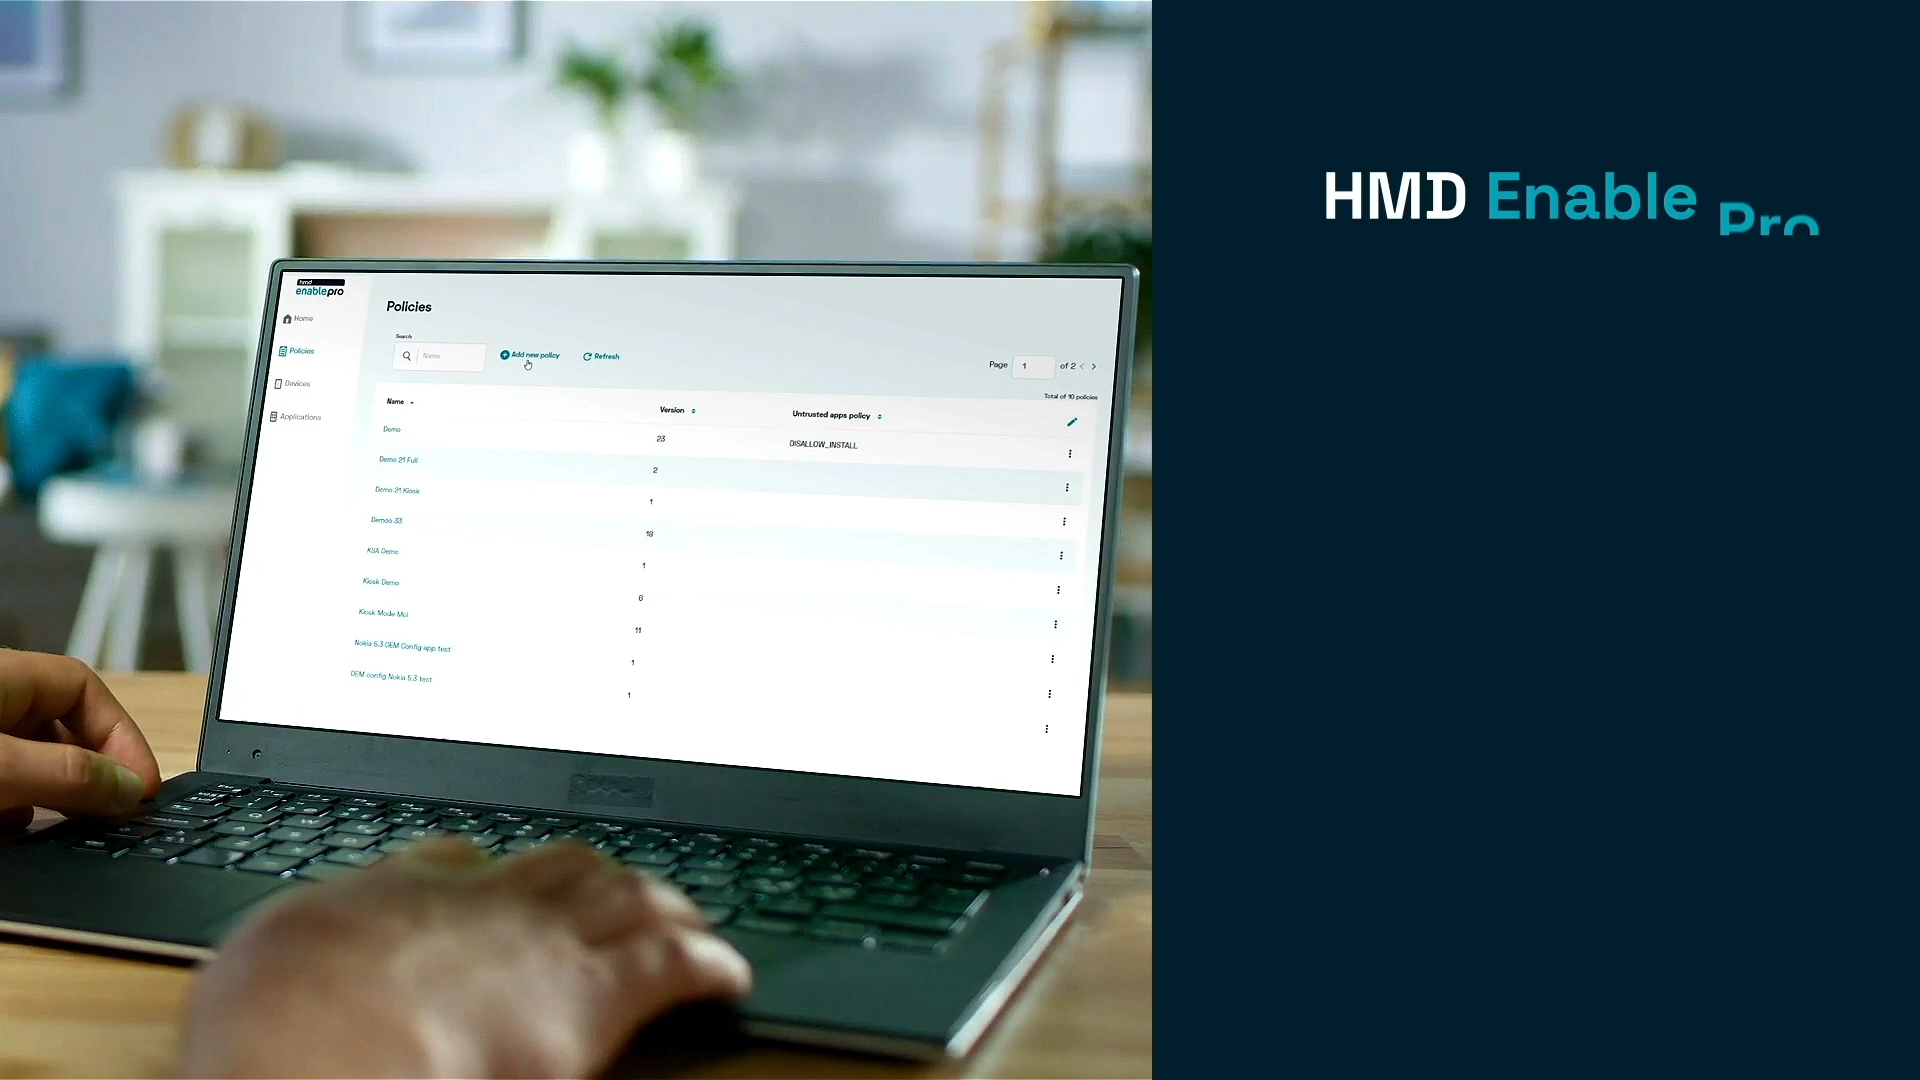 HMD Enable Pro
hmd
enablepro
Home
Policies
Devices
Applications
Policies
Search
Name
Add new policy
Refresh
Page 1 of 2
Total of 10 policies
Name Version Untrusted apps policy
Demo 23 DISALLOW_INSTALL
Demo 21 Full 2
Demo 21 Kiosk 1
Demoo 33 18
KSA Demo 1
Kiosk Demo 6
Kiosk Mode Mol 11
Nokia 5.3 OEM Config app test 1
OEM config Nokia 5.3 test 1